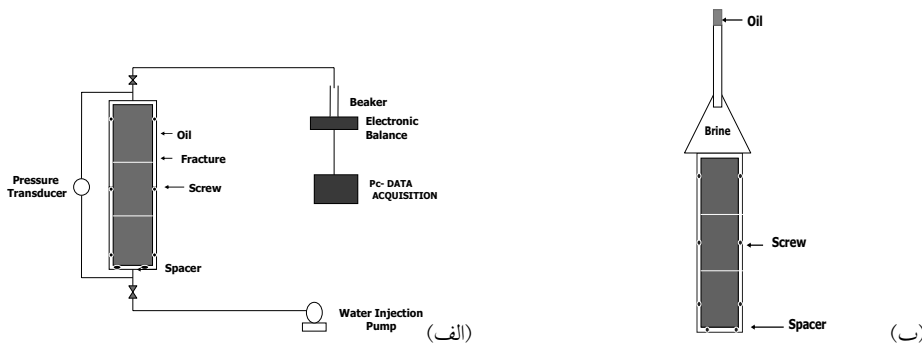 Beaker
Electronic
Balance
Oil
Fracture
Screw
Pressure
Transducer
Pc- DATA
ACQUISITION
Spacer
Water Injection
Pump
(الف)
Oil
Brine
Screw
Spacer
(ب)